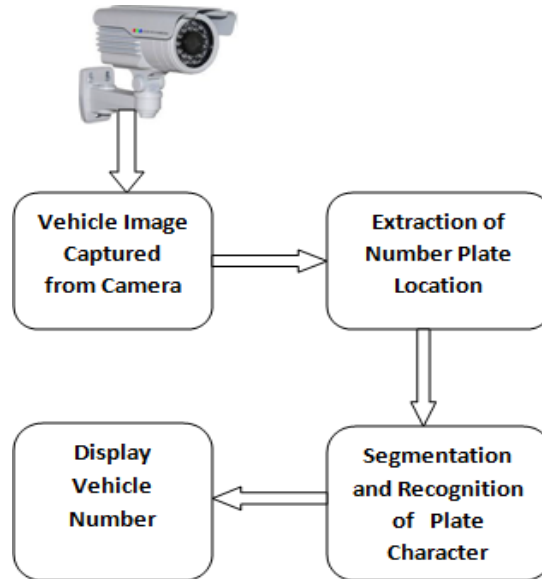 Vehicle Image
Captured
from Camera
Extraction of
Number Plate
Location
Segmentation
and Recognition
of Plate
Character
Display
Vehicle
Number